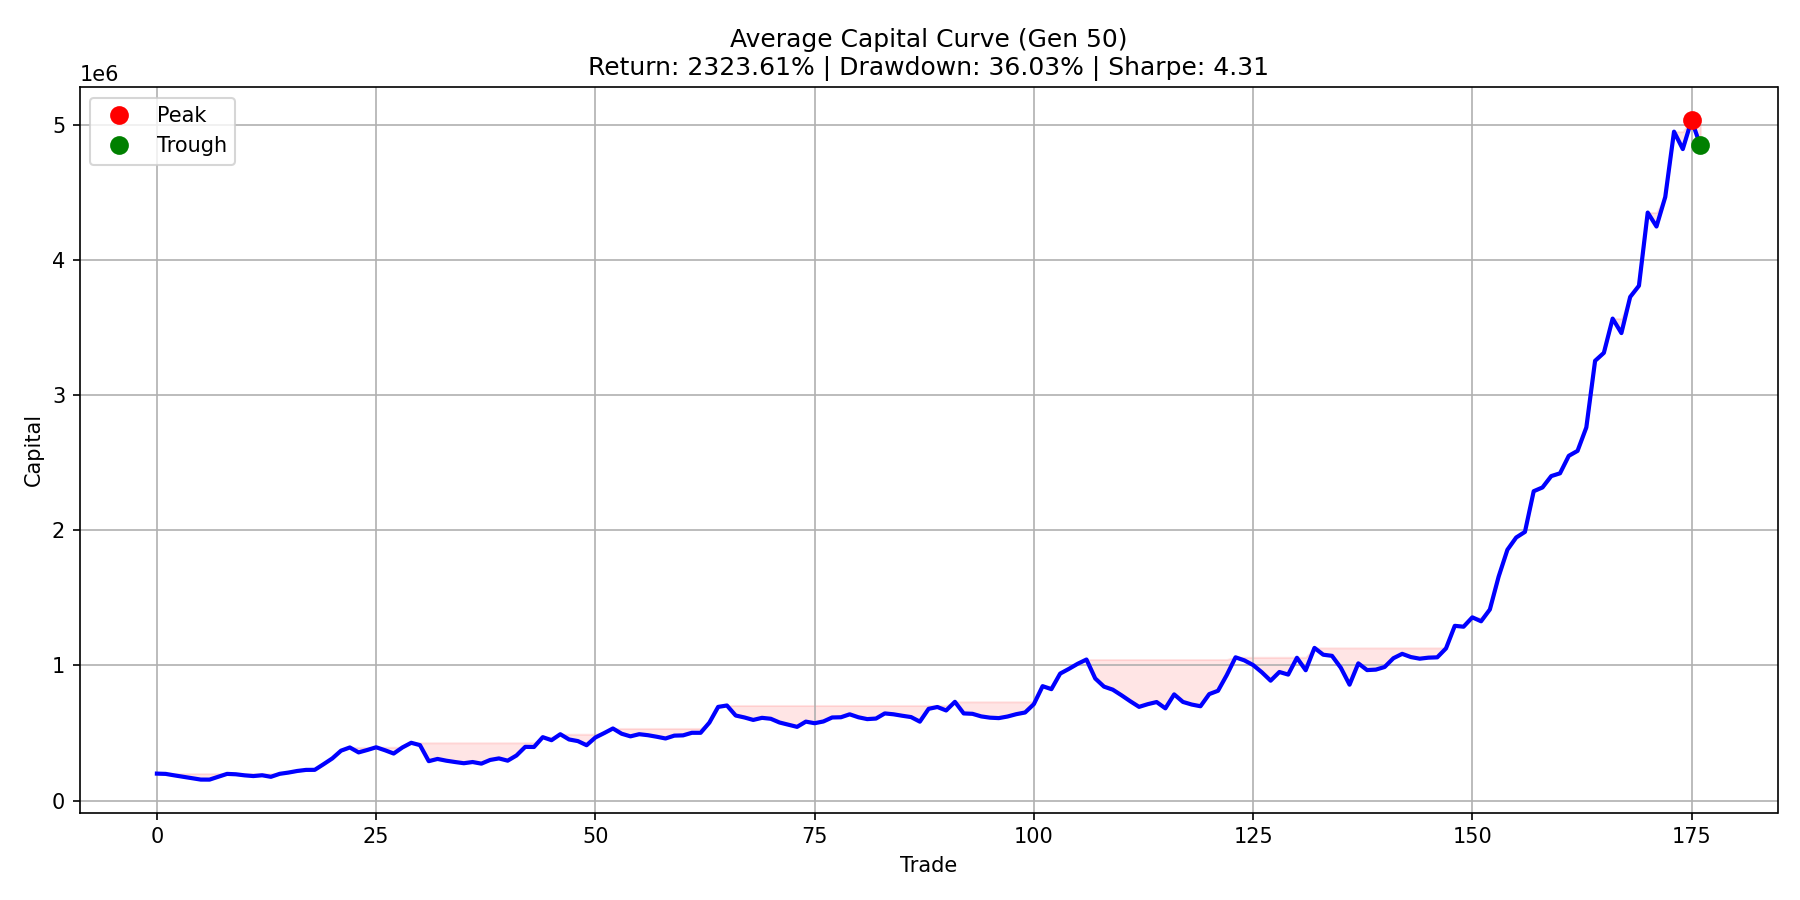 Average Capital Curve (Gen 50)
Return: 2323.61% | Drawdown: 36.03% | Sharpe: 4.31
1e6
Peak
Trough
5
4
3
2
1
0
Capital
0 25 50 75 100 125 150 175
Trade